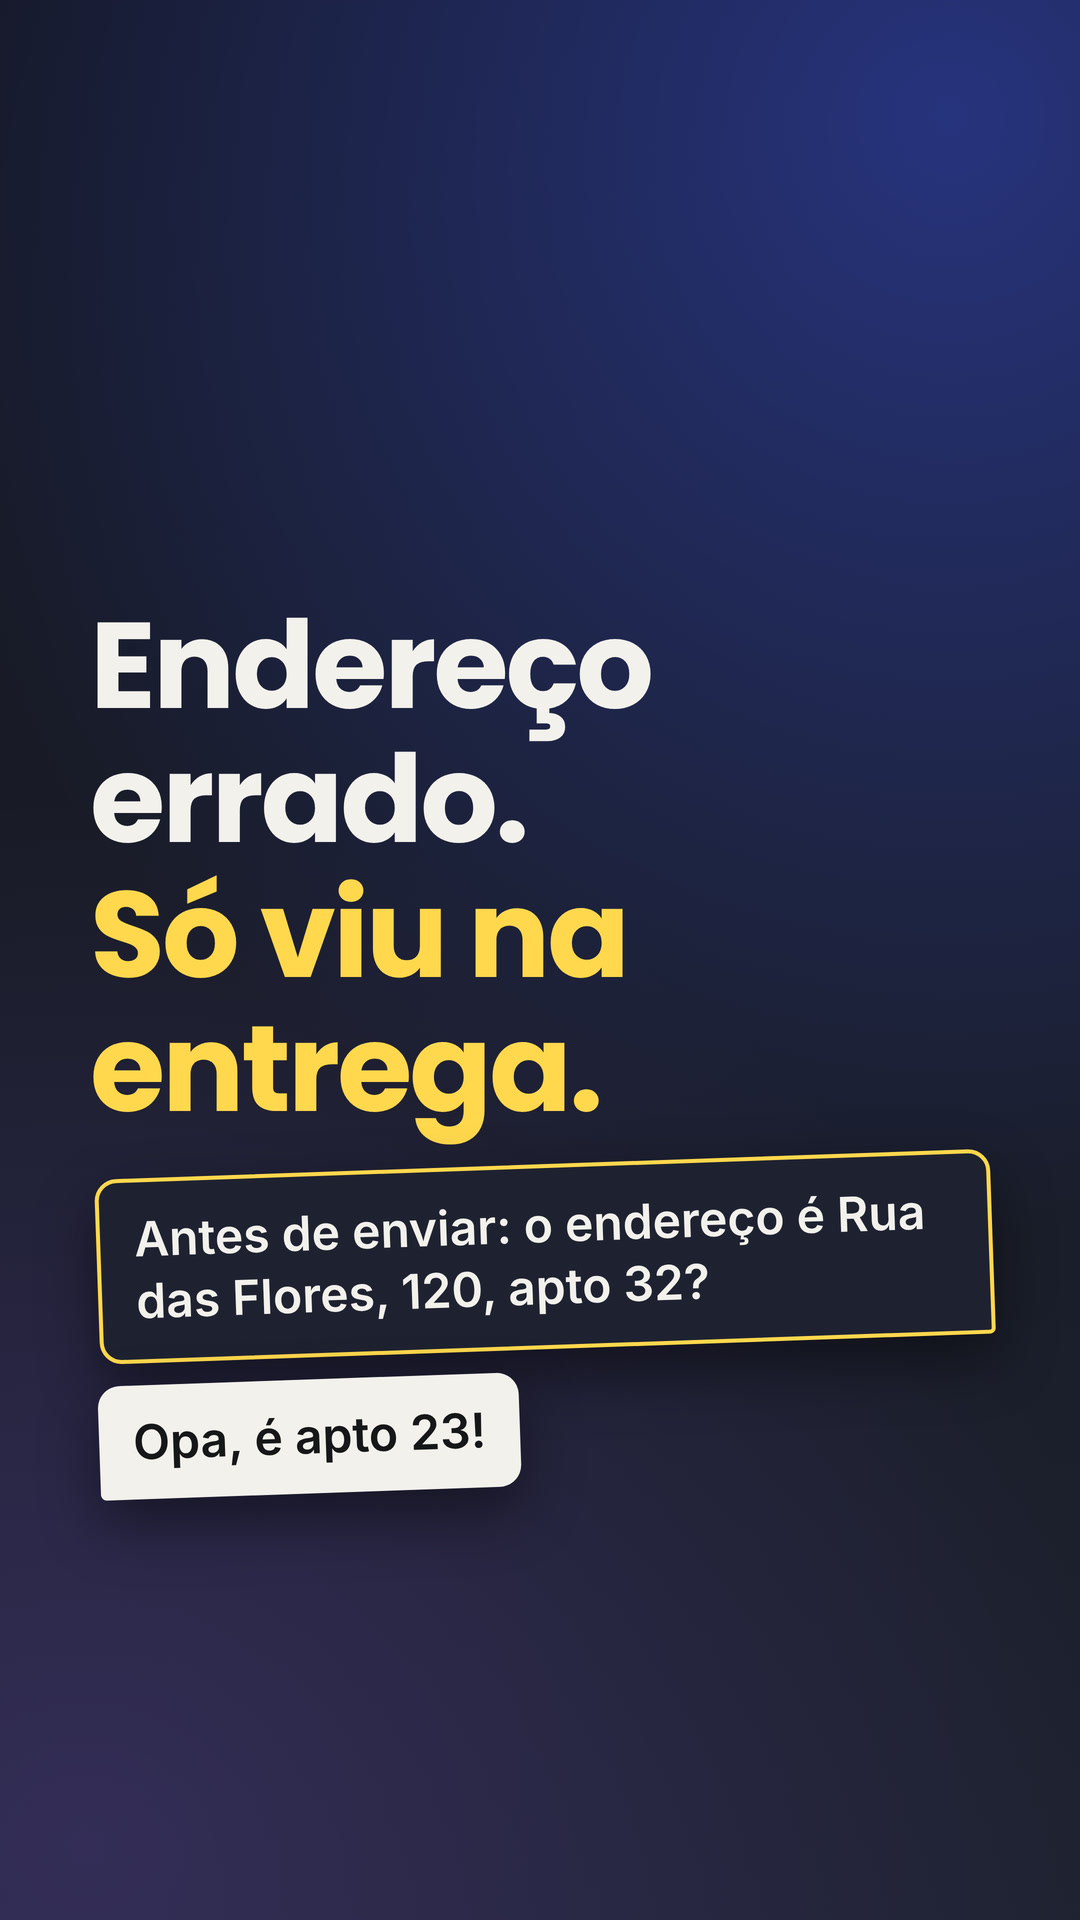 Endereço
errado.
Só viu na
entrega.
Antes de enviar: o endereço é Rua
das Flores, 120, apto 32?
Opa, é apto 23!